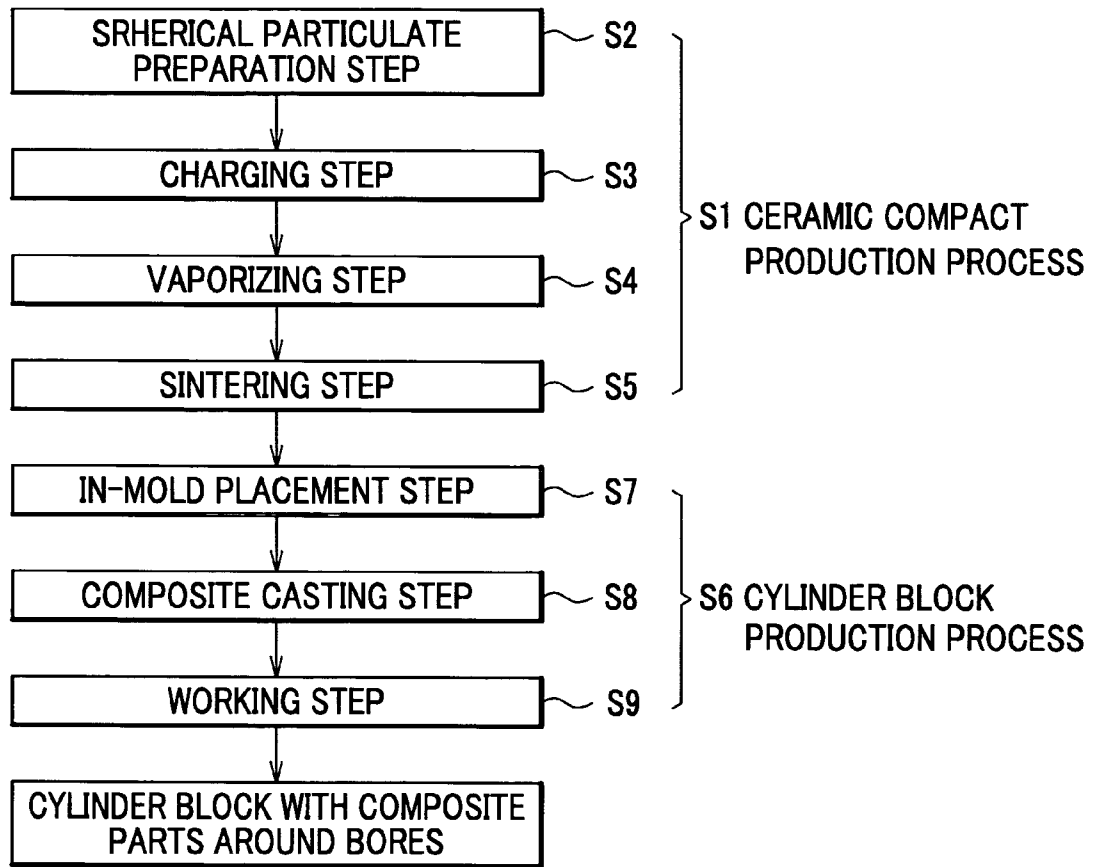 SRHERICAL PARTICULATE
PREPARATION STEP
S2
CHARGING STEP
S3
S1 CERAMIC COMPACT
PRODUCTION PROCESS
VAPORIZING STEP
S4
SINTERING STEP
S5
IN-MOLD PLACEMENT STEP
S7
COMPOSITE CASTING STEP
S8
S6 CYLINDER BLOCK
PRODUCTION PROCESS
WORKING STEP
S9
CYLINDER BLOCK WITH COMPOSITE
PARTS AROUND BORES